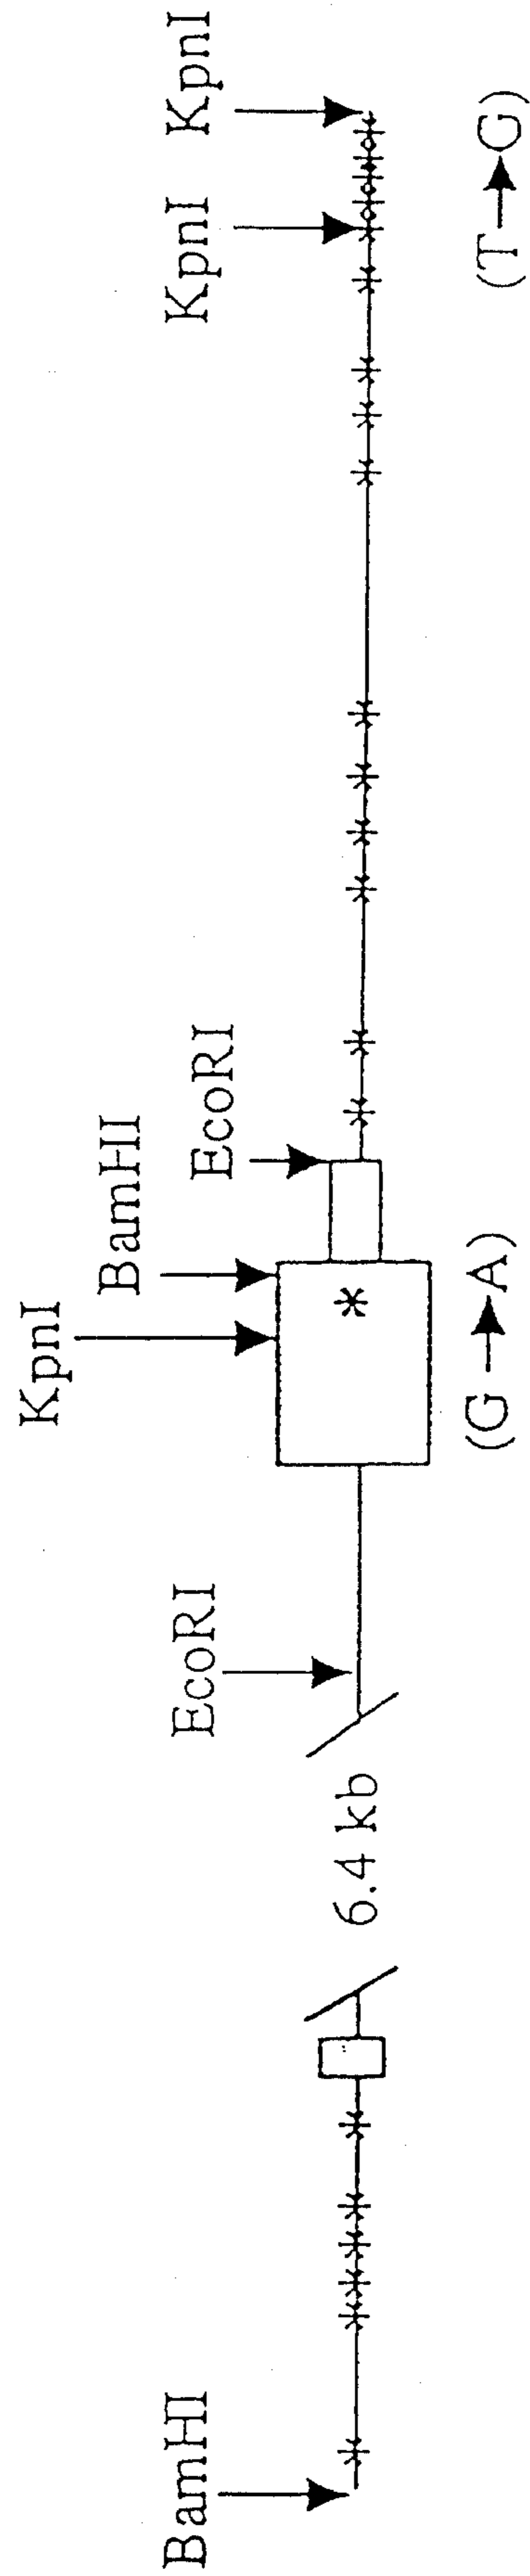 BamHI
6.4 kb
EcoRI
KpnI
BamHI
EcoRI
KpnI
KpnI
(G → A)
(T → G)